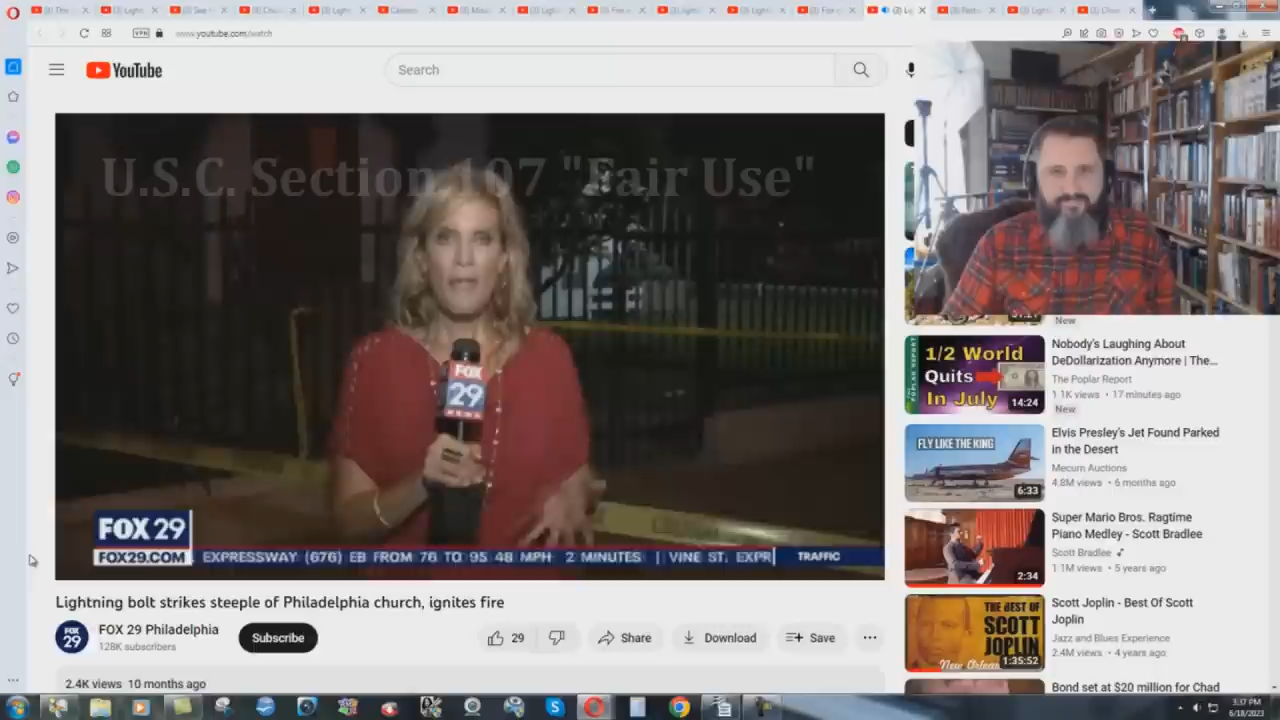 www.youtube.com/watch
VPN
YouTube
Search
U.S.C. Section 107 "Fair Use"
FOX
29
FOX 29
FOX29.COM
EXPRESSWAY (676) EB FROM 76 TO 95 48 MPH 2 MINUTES | VINE ST. EXPR
TRAFFIC
Lightning bolt strikes steeple of Philadelphia church, ignites fire
FOX 29
FOX 29 Philadelphia
128K subscribers
Subscribe
29
Share
Download
Save
2.4K views 10 months ago
New
1/2 World
Quits
In July
14:24
Nobody's Laughing About
DeDollarization Anymore | The...
The Poplar Report
1.1K views • 17 minutes ago
New
FLY LIKE THE KING
6:33
Elvis Presley's Jet Found Parked
in the Desert
Mecum Auctions
4.8M views • 6 months ago
2:34
Super Mario Bros. Ragtime
Piano Medley - Scott Bradlee
Scott Bradlee
1.1M views • 5 years ago
THE BEST OF
SCOTT
JOPLIN
New Orleans
1:35:52
Scott Joplin - Best Of Scott
Joplin
Jazz and Blues Experience
2.4M views • 4 years ago
Bond set at $20 million for Chad
3:37 PM
6/18/2023